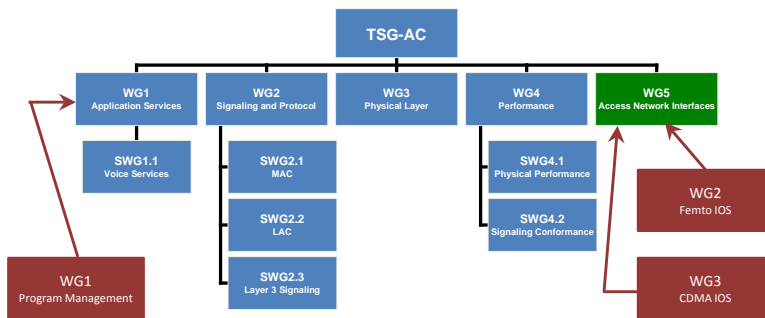 TSG-AC
WG1
Application Services
WG2
Signaling and Protocol
WG3
Physical Layer
WG4
Performance
WG5
Access Network Interfaces
SWG1.1
Voice Services
SWG2.1
MAC
SWG4.1
Physical Performance
WG2
Femto IOS
SWG2.2
LAC
SWG4.2
Signaling Conformance
WG1
Program Management
SWG2.3
Layer 3 Signaling
WG3
CDMA IOS